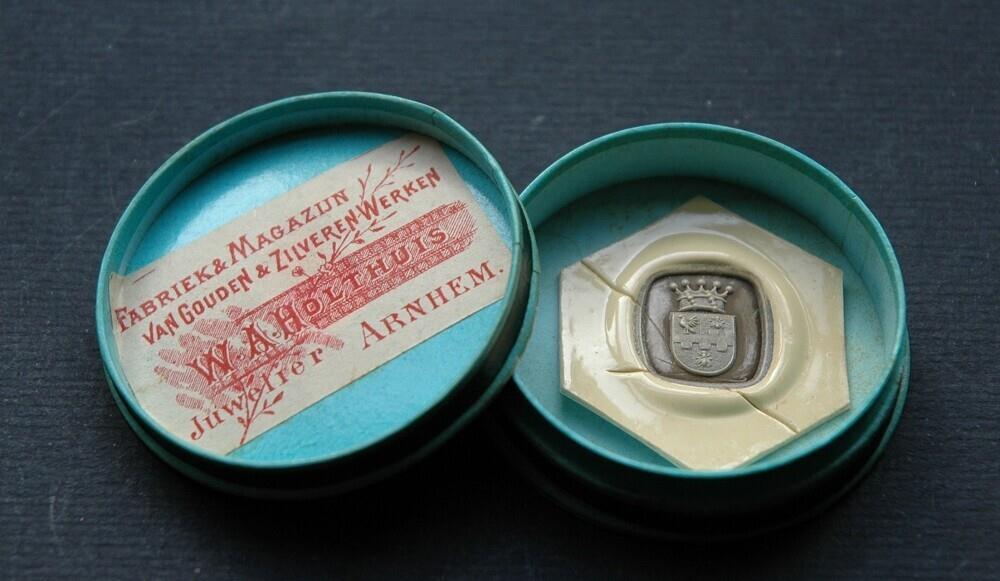 FABRIEK & MAGAZIJN
VAN GOUDEN & ZILVEREN-WERKEN
W.A. HOLTHUIS
Juwelier ARNHEM.